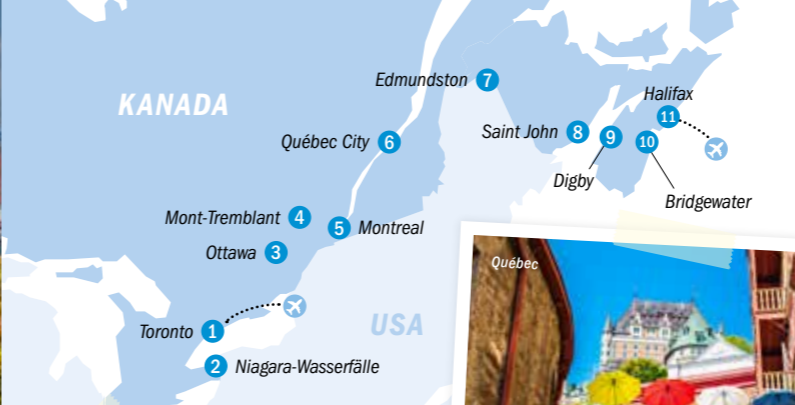 KANADA
Edmundston 7
Halifax
11
Saint John 8
9
10
Québec City 6
Digby
Bridgewater
Mont-Tremblant 4
5 Montreal
Ottawa 3
Québec
Toronto 1
USA
2 Niagara-Wasserfälle